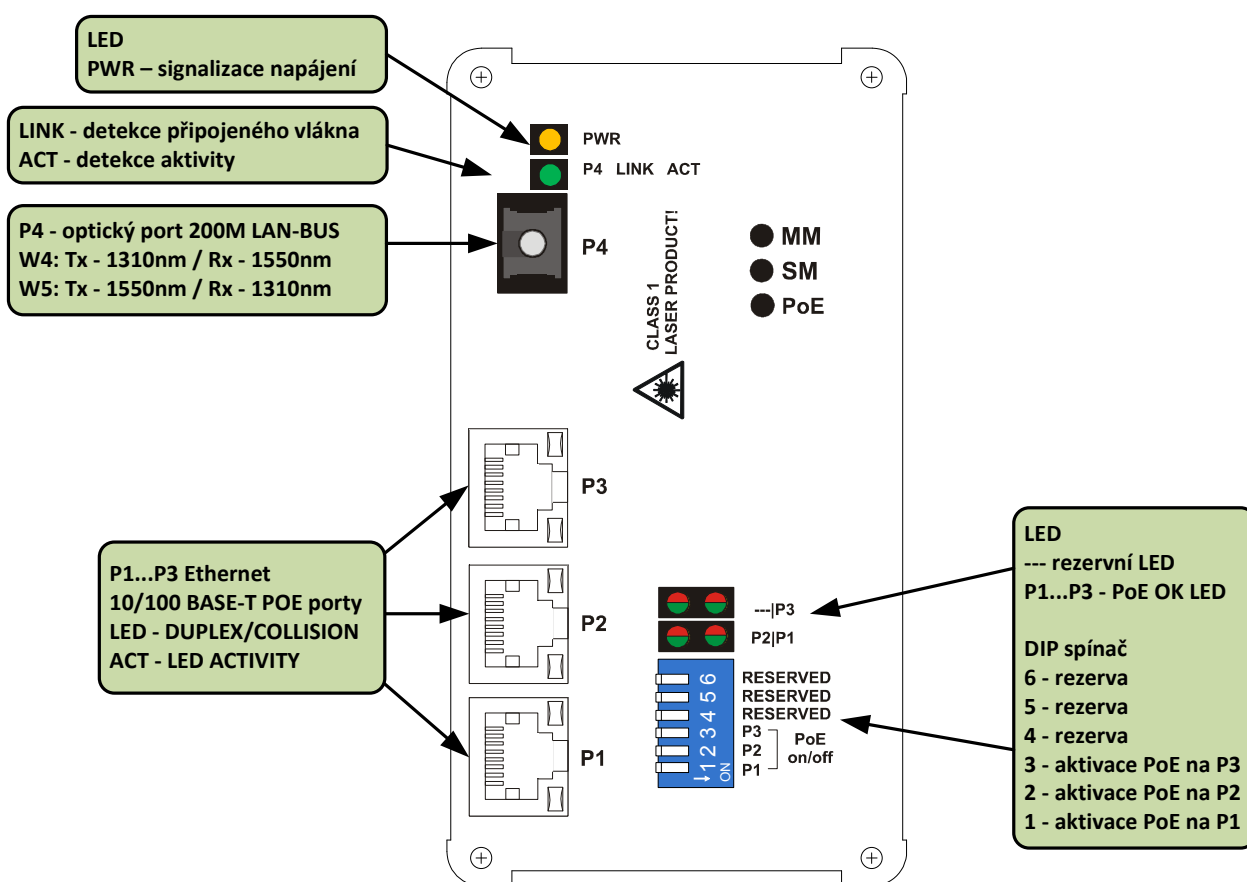 LED
PWR – signalizace napájení
LINK - detekce připojeného vlákna
ACT - detekce aktivity
P4 - optický port 200M LAN-BUS
W4: Tx - 1310nm / Rx - 1550nm
W5: Tx - 1550nm / Rx - 1310nm
PWR
P4 LINK ACT
P4
MM
SM
PoE
CLASS 1
LASER PRODUCT!
P3
P2
P1
P1...P3 Ethernet
10/100 BASE-T POE porty
LED - DUPLEX/COLLISION
ACT - LED ACTIVITY
---|P3
P2|P1
6 RESERVED
5 RESERVED
4 RESERVED
3 P3
2 P2
1 P1
ON
PoE
on/off
LED
--- rezervní LED
P1...P3 - PoE OK LED
DIP spínač
6 - rezerva
5 - rezerva
4 - rezerva
3 - aktivace PoE na P3
2 - aktivace PoE na P2
1 - aktivace PoE na P1